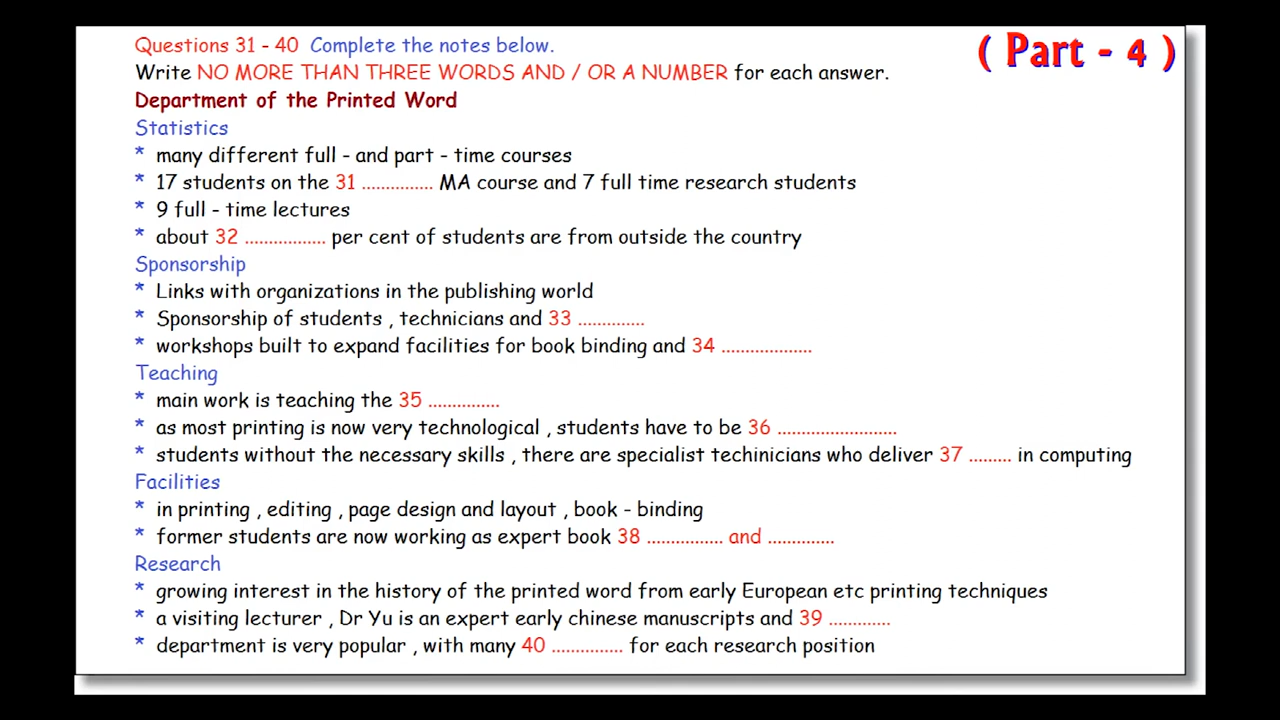 Questions 31 - 40 Complete the notes below.
( Part - 4 )
Write NO MORE THAN THREE WORDS AND / OR A NUMBER for each answer.
Department of the Printed Word
Statistics
* many different full - and part - time courses
* 17 students on the 31 ............... MA course and 7 full time research students
* 9 full - time lectures
* about 32 ................. per cent of students are from outside the country
Sponsorship
* Links with organizations in the publishing world
* Sponsorship of students , technicians and 33 ..............
* workshops built to expand facilities for book binding and 34 ...................
Teaching
* main work is teaching the 35 ...............
* as most printing is now very technological , students have to be 36 .........................
* students without the necessary skills , there are specialist techinicians who deliver 37 ......... in computing
Facilities
* in printing , editing , page design and layout , book - binding
* former students are now working as expert book 38 ................ and ..............
Research
* growing interest in the history of the printed word from early European etc printing techniques
* a visiting lecturer , Dr Yu is an expert early chinese manuscripts and 39 .............
* department is very popular , with many 40 ............... for each research position